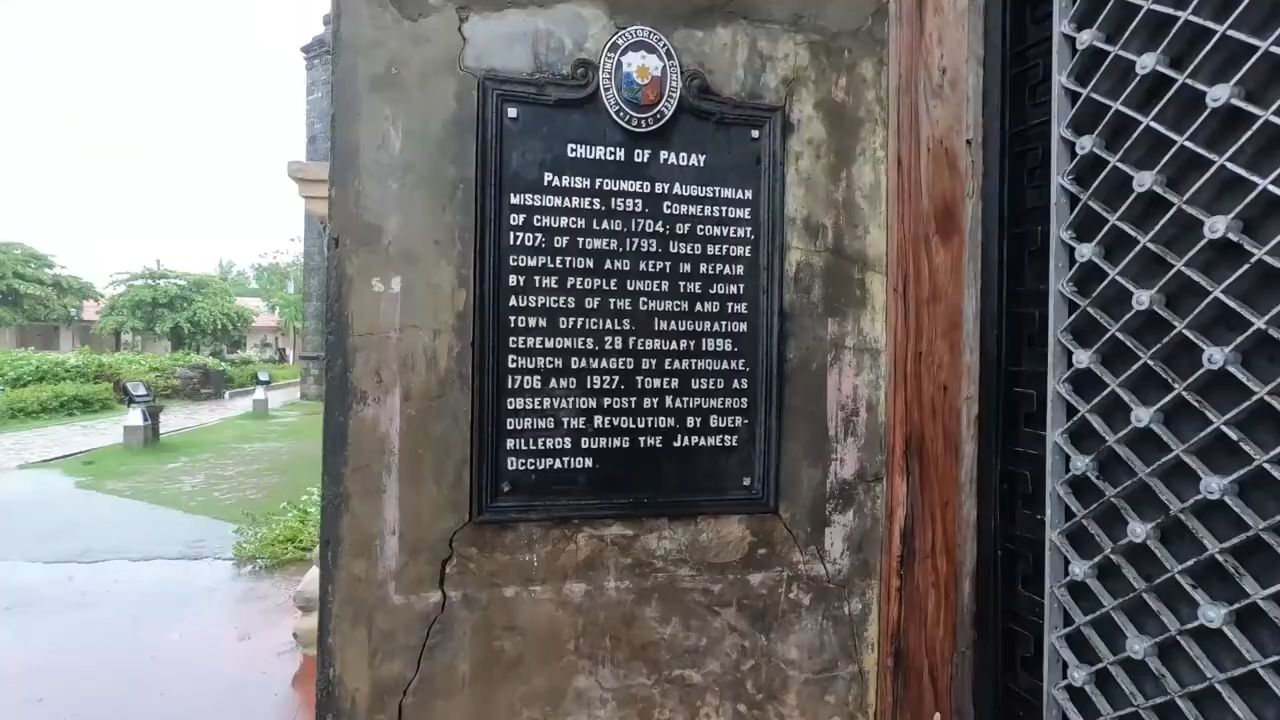 PHILIPPINES HISTORICAL COMMITTEE
1950
CHURCH OF PAOAY
PARISH FOUNDED BY AUGUSTINIAN
MISSIONARIES, 1593. CORNERSTONE
OF CHURCH LAID, 1704; OF CONVENT,
1707; OF TOWER, 1793. USED BEFORE
COMPLETION AND KEPT IN REPAIR
BY THE PEOPLE UNDER THE JOINT
AUSPICES OF THE CHURCH AND THE
TOWN OFFICIALS. INAUGURATION
CEREMONIES, 28 FEBRUARY 1896.
CHURCH DAMAGED BY EARTHQUAKE,
1706 AND 1927. TOWER USED AS
OBSERVATION POST BY KATIPUNEROS
DURING THE REVOLUTION, BY GUER-
RILLEROS DURING THE JAPANESE
OCCUPATION.